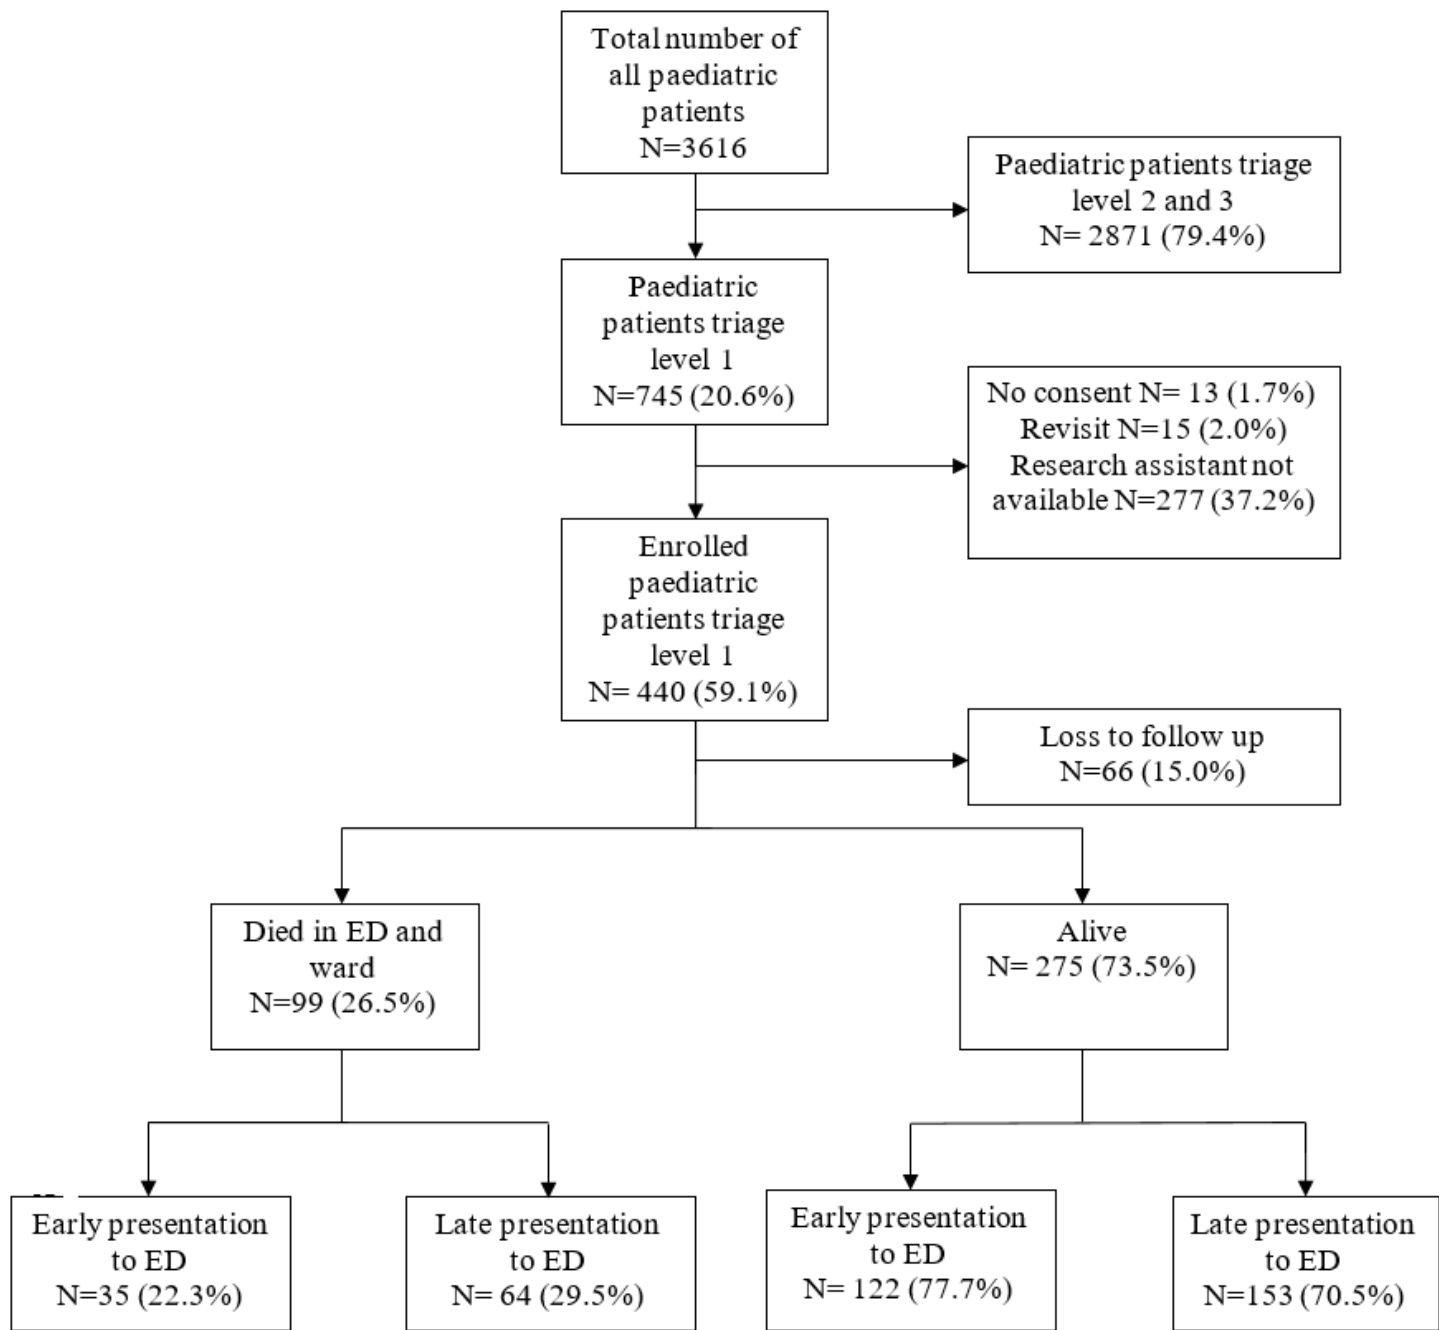 Total number of
all paediatric
patients
N=3616
Paediatric patients triage
level 2 and 3
N= 2871 (79.4%)
Paediatric
patients triage
level 1
N=745 (20.6%)
No consent N= 13 (1.7%)
Revisit N=15 (2.0%)
Research assistant not
available N=277 (37.2%)
Enrolled
paediatric
patients triage
level 1
N= 440 (59.1%)
Loss to follow up
N=66 (15.0%)
Died in ED and
ward
N=99 (26.5%)
Alive
N= 275 (73.5%)
Early presentation
to ED
N=35 (22.3%)
Late presentation
to ED
N= 64 (29.5%)
Early presentation
to ED
N= 122 (77.7%)
Late presentation
to ED
N=153 (70.5%)